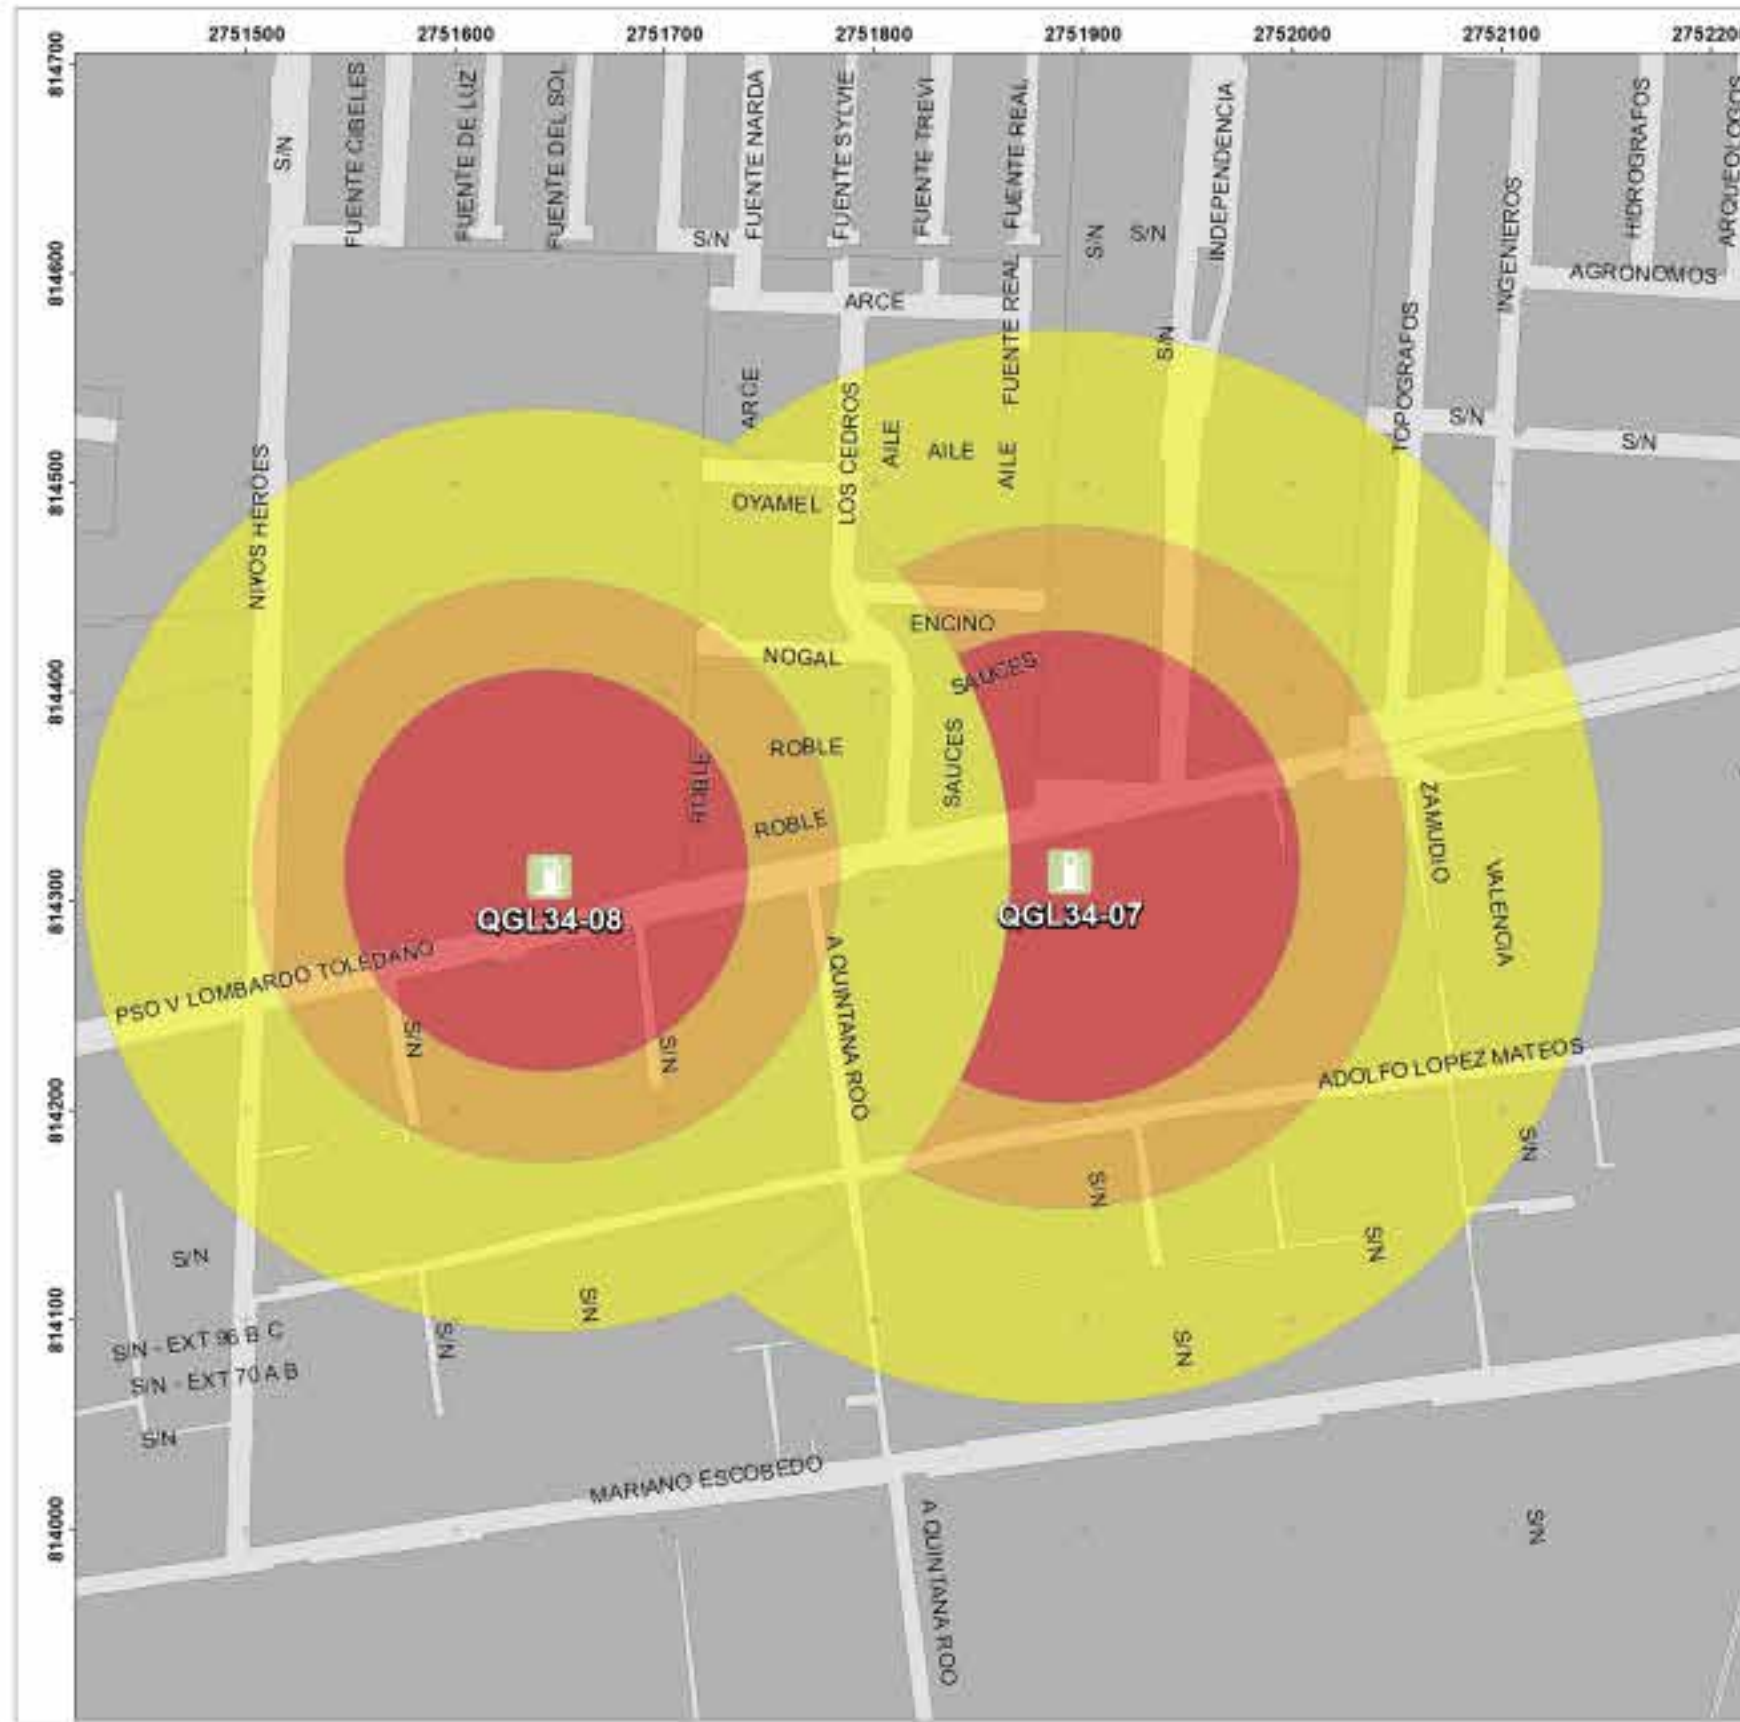 2751500
2751600
2751700
2751800
2751900
2752000
2752100
2752200
814700
814600
814500
814400
814300
814200
814100
814000
S/N
FUENTE CIBELES
FUENTE DE LUZ
FUENTE DEL SOL
FUENTE NARDA
FUENTE SYLVIE
FUENTE TREVI
FUENTE REAL
INDEPENDENCIA
INGENIEROS
HIDROGRAFOS
ARQUEOLOGOS
S/N
S/N
S/N
AGRONOMOS
ARCE
FUENTE REAL
FUENTE REAL
S/N
TOPOGRAFOS
ARCE
LOS CEDROS
AILE
AILE
AILE
S/N
S/N
NIÑOS HEROES
OYAMEL
ENCINO
NOGAL
SAUCES
ROBLE
ROBLE
SAUCES
ROBLE
ZAMUDIO
VALENCIA
QGL34-08
QGL34-07
PSO V LOMBARDO TOLEDANO
A QUINTANA ROO
S/N
S/N
ADOLFO LOPEZ MATEOS
S/N
S/N
S/N
S/N
S/N
S/N
S/N
S/N - EXT 96 B C
S/N - EXT 70 A B
S/N
MARIANO ESCOBEDO
A QUINTANA ROO
S/N